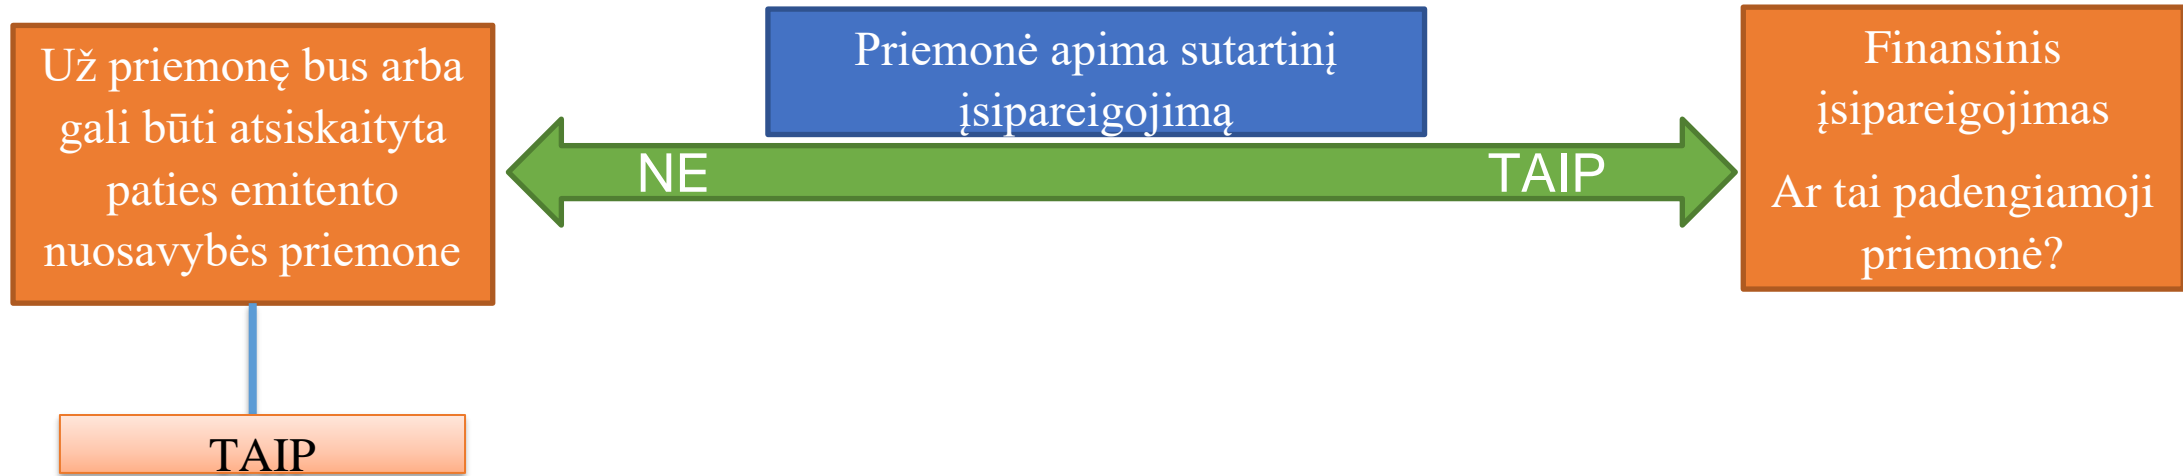 Priemonė apima sutartinį
įsipareigojimą
Už priemonę bus arba
gali būti atsiskaityta
paties emitento
nuosavybės priemone
NE
TAIP
Finansinis
įsipareigojimas
Ar tai padengiamoji
priemonė?
TAIP